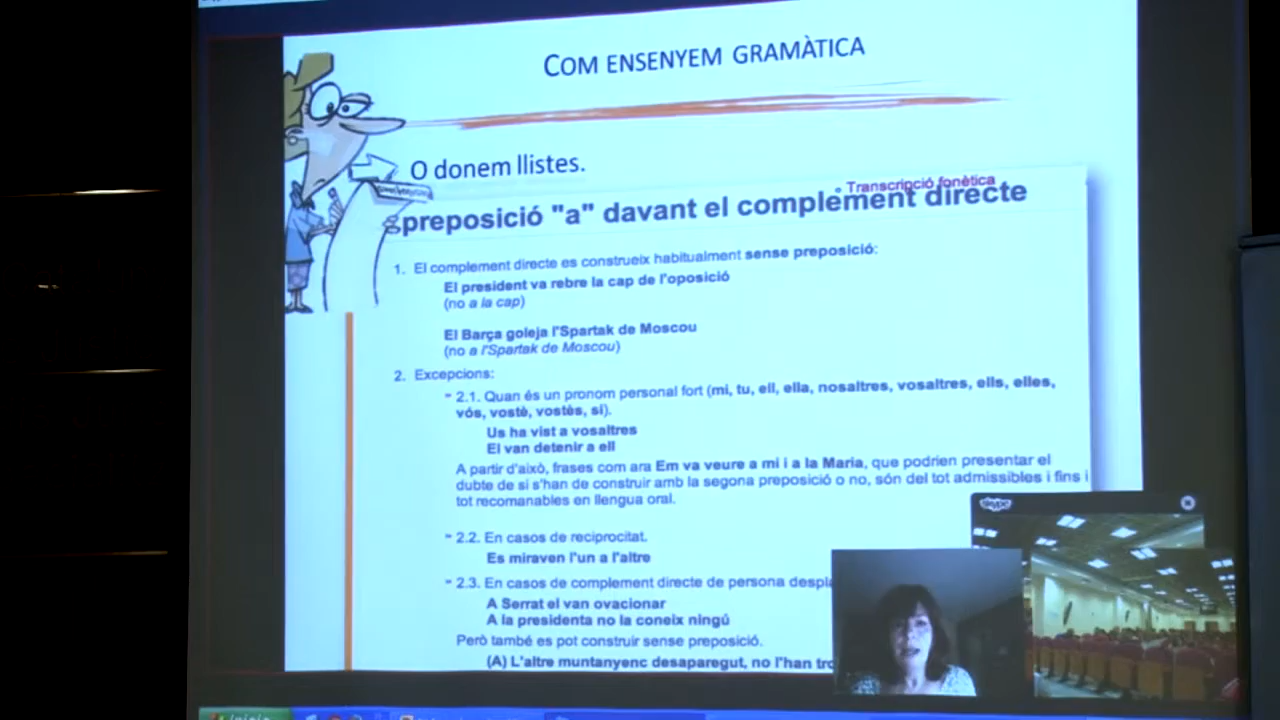 COM ENSENYEM GRAMÀTICA
O donem llistes.
Transcripció fonètica
preposició "a" davant el complement directe
1. El complement directe es construeix habitualment sense preposició:
El president va rebre la cap de l'oposició
(no a la cap)
El Barça goleja l'Spartak de Moscou
(no a l'Spartak de Moscou)
2. Excepcions:
2.1. Quan és un pronom personal fort (mi, tu, ell, ella, nosaltres, vosaltres, ells, elles,
vós, vostè, vostès, si).
Us ha vist a vosaltres
El van detenir a ell
A partir d'això, frases com ara Em va veure a mi i a la Maria, que podrien presentar el
dubte de si s'han de construir amb la segona preposició o no, són del tot admissibles i fins i
tot recomanables en llengua oral.
skype
2.2. En casos de reciprocitat.
Es miraven l'un a l'altre
2.3. En casos de complement directe de persona despl
A Serrat el van ovacionar
A la presidenta no la coneix ningú
Però també es pot construir sense preposició.
(A) L'altre muntanyenc desaparegut, no l'han tro
Inicio